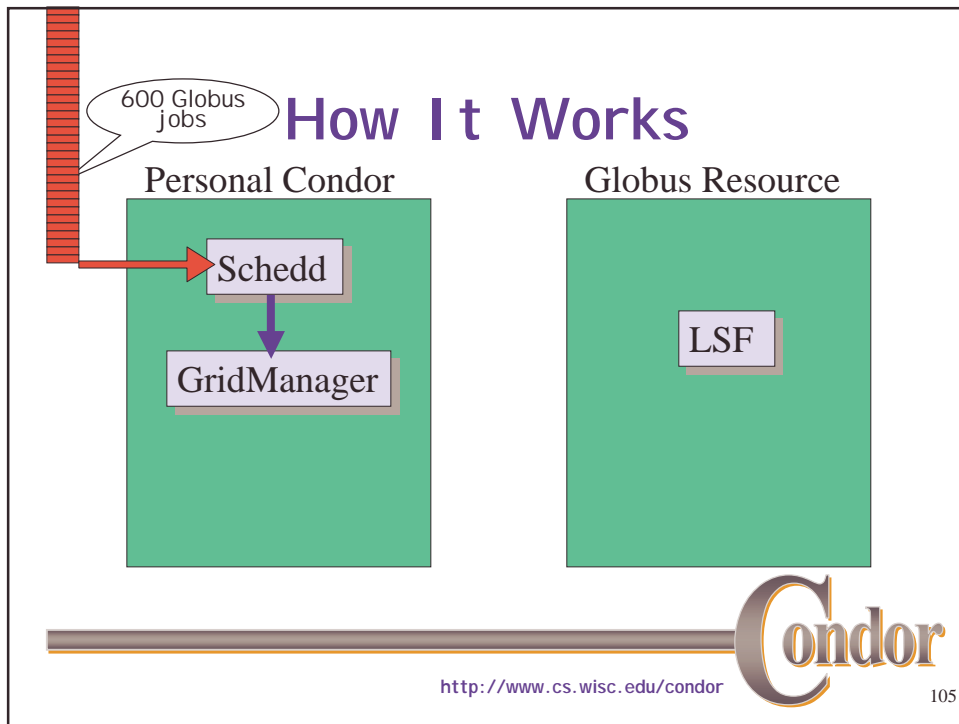 600 Globus
jobs
How It Works
Personal Condor
Globus Resource
Schedd
LSF
GridManager
Condor
http://www.cs.wisc.edu/condor
105